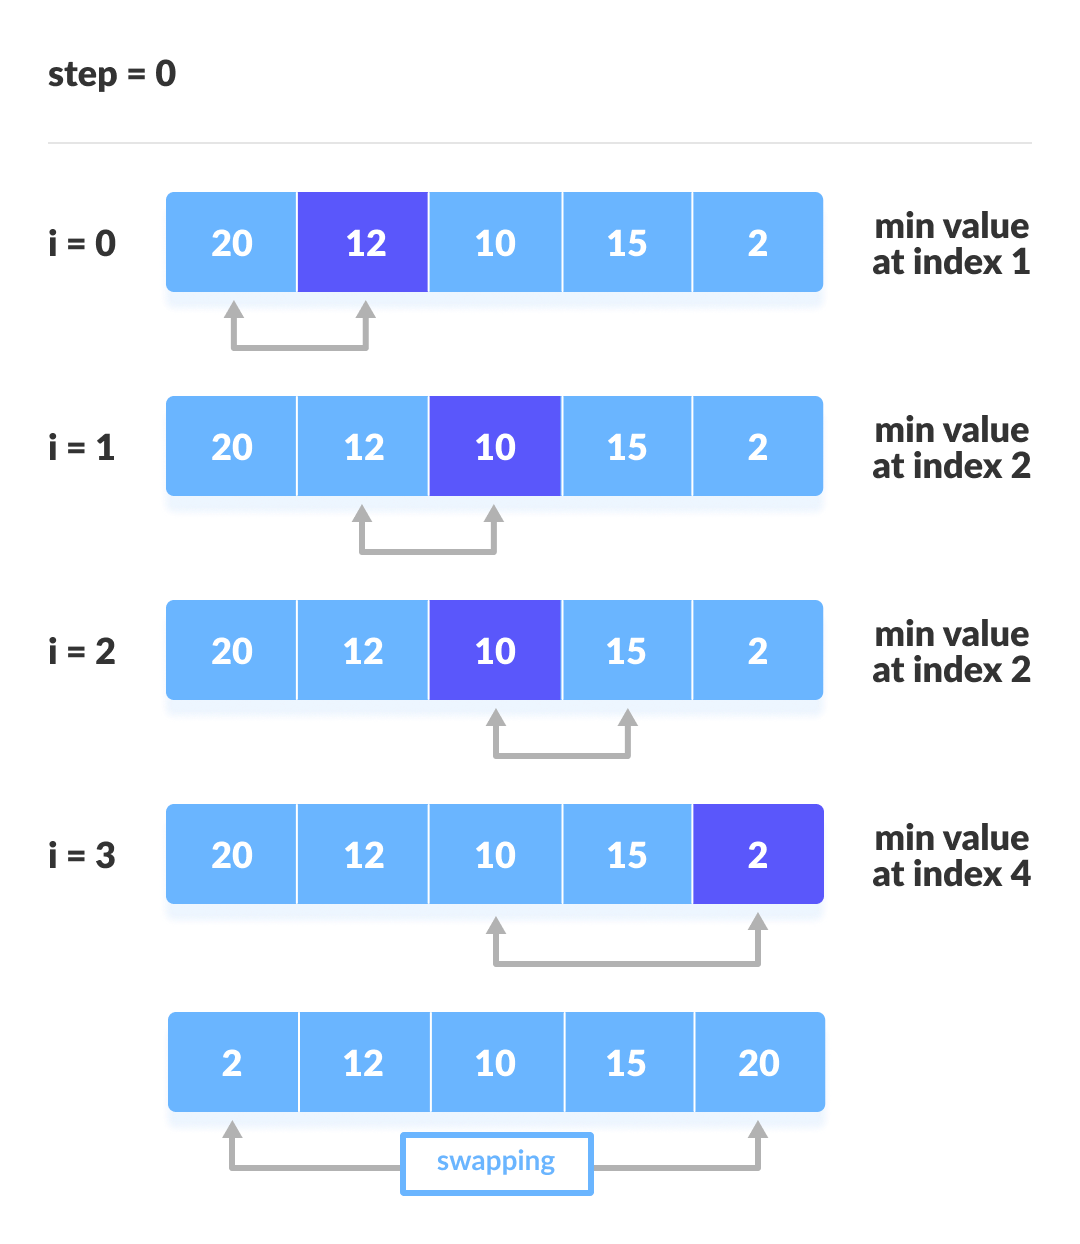 step = 0
i = 0
20 12 10 15 2
min value
at index 1
i = 1
20 12 10 15 2
min value
at index 2
i = 2
20 12 10 15 2
min value
at index 2
i = 3
20 12 10 15 2
min value
at index 4
2 12 10 15 20
swapping